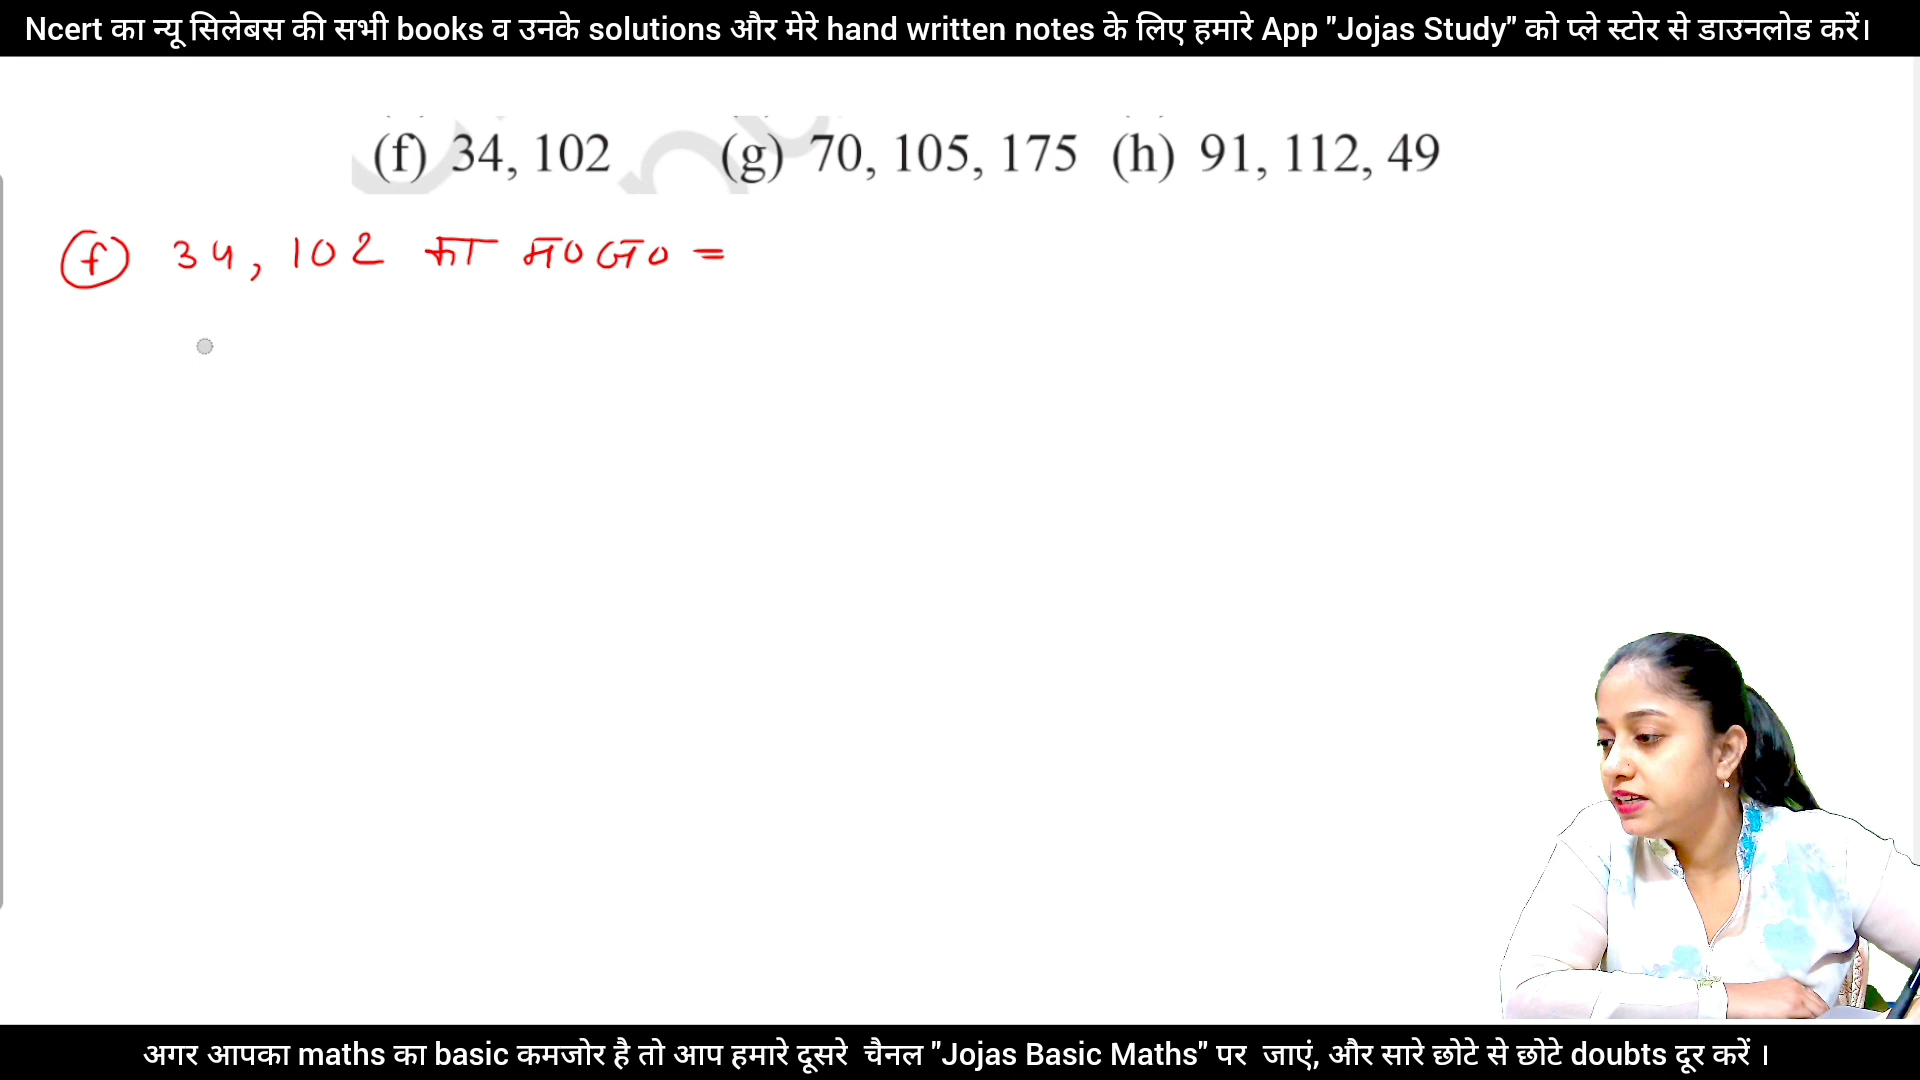 Ncert का न्यू सिलेबस की सभी books व उनके solutions और मेरे hand written notes के लिए हमारे App "Jojas Study" को प्ले स्टोर से डाउनलोड करें।
(f) 34, 102 (g) 70, 105, 175 (h) 91, 112, 49
(f) 34, 102 का म० ज० =
अगर आपका maths का basic कमजोर है तो आप हमारे दूसरे चैनल "Jojas Basic Maths" पर जाएं, और सारे छोटे से छोटे doubts दूर करें ।